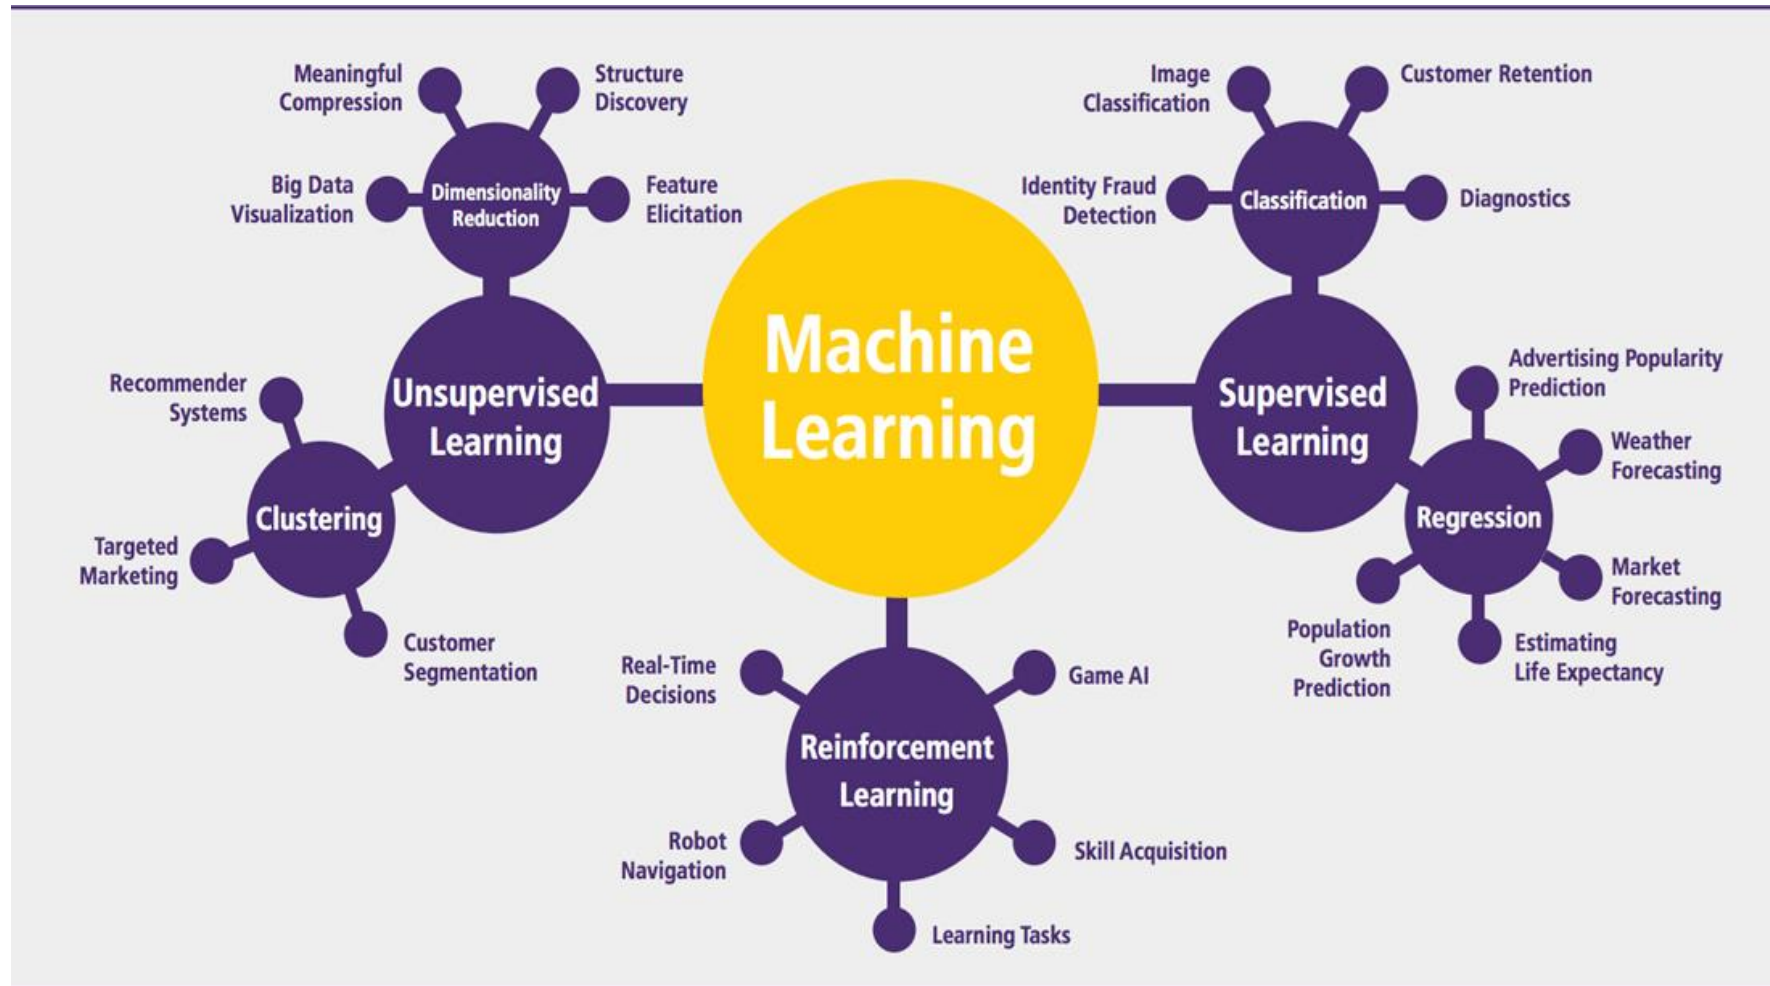 Machine
Learning
Unsupervised
Learning
Dimensionality
Reduction
Meaningful
Compression
Structure
Discovery
Big Data
Visualization
Feature
Elicitation
Clustering
Recommender
Systems
Targeted
Marketing
Customer
Segmentation
Supervised
Learning
Classification
Image
Classification
Customer Retention
Identity Fraud
Detection
Diagnostics
Regression
Advertising Popularity
Prediction
Weather
Forecasting
Market
Forecasting
Estimating
Life Expectancy
Population
Growth
Prediction
Reinforcement
Learning
Real-Time
Decisions
Game AI
Robot
Navigation
Skill Acquisition
Learning Tasks